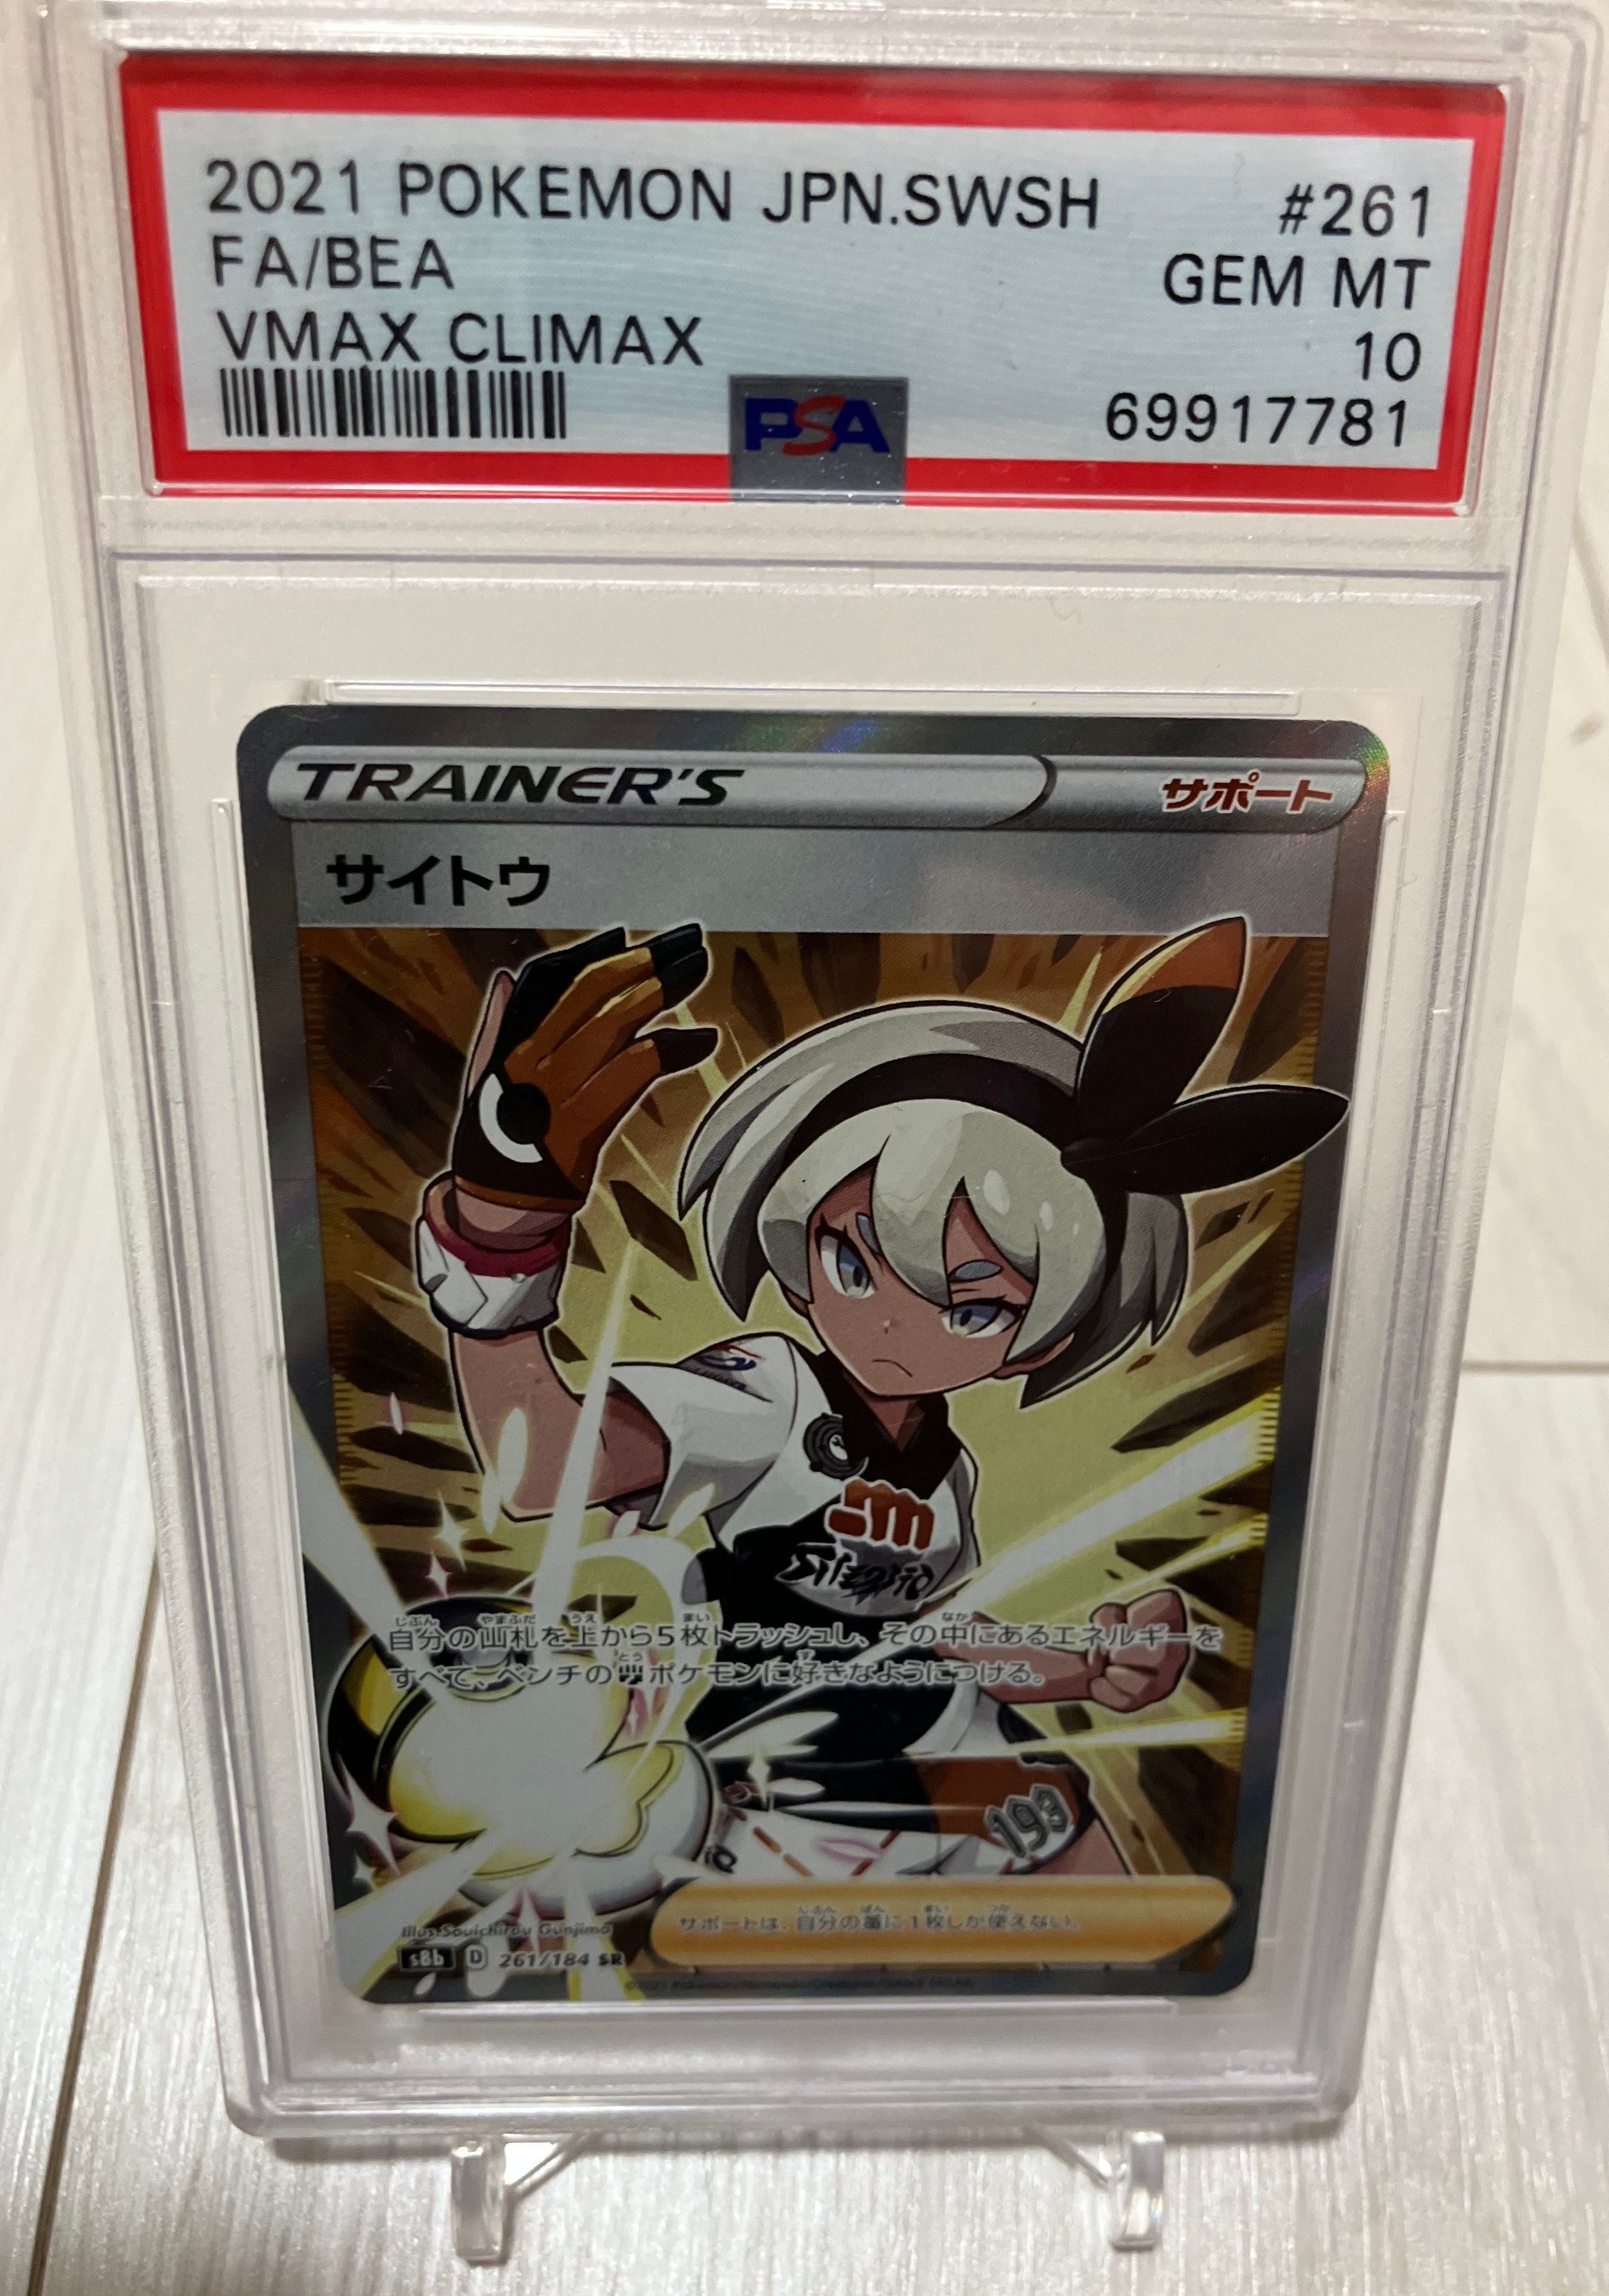 2021 POKEMON JPN.SWSH #261
FA/BEA GEM MT
VMAX CLIMAX 10
PSA 69917781
TRAINER'S サポート
サイトウ
193
自分の山札を上から5枚トラッシュし、その中にあるエネルギーを
すべて、ベンチの ポケモンに好きなようにつける。
サポートは、自分の番に1枚しか使えない。
Illus. Souichirou Gunjima
s8b D 261/184 SR